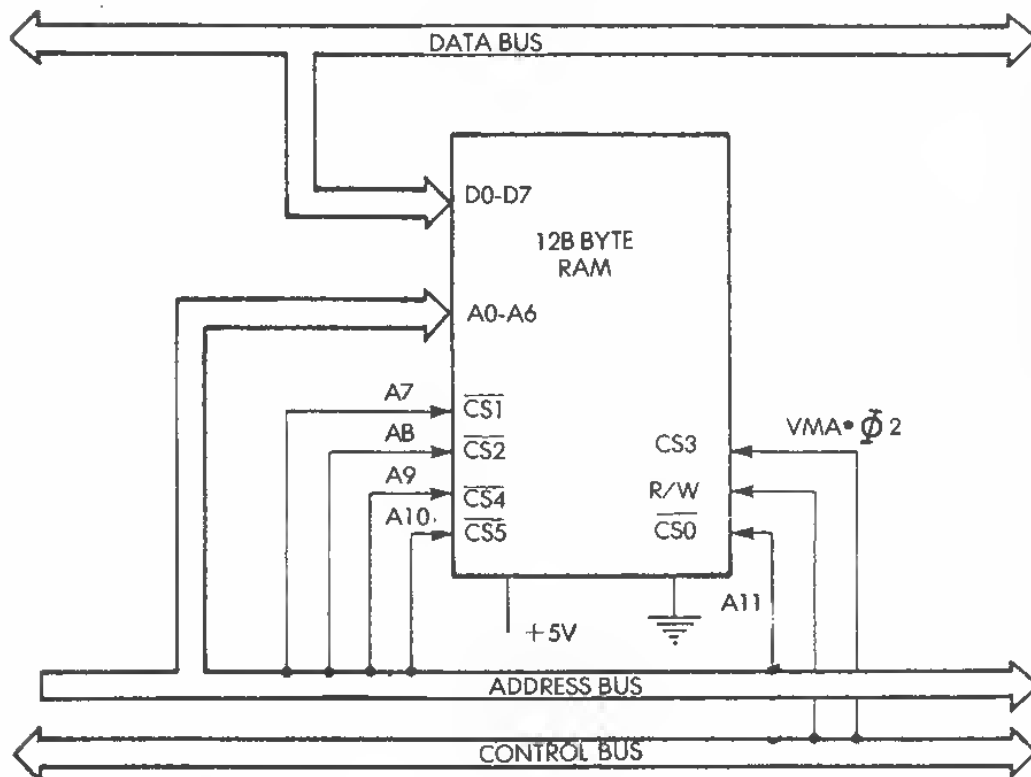 DATA BUS
D0-D7
12B BYTE
RAM
A0-A6
A7
CS1
AB
CS2
A9
CS4
A10
CS5
VMA• Φ 2
CS3
R/W
CS0
A11
+5V
ADDRESS BUS
CONTROL BUS